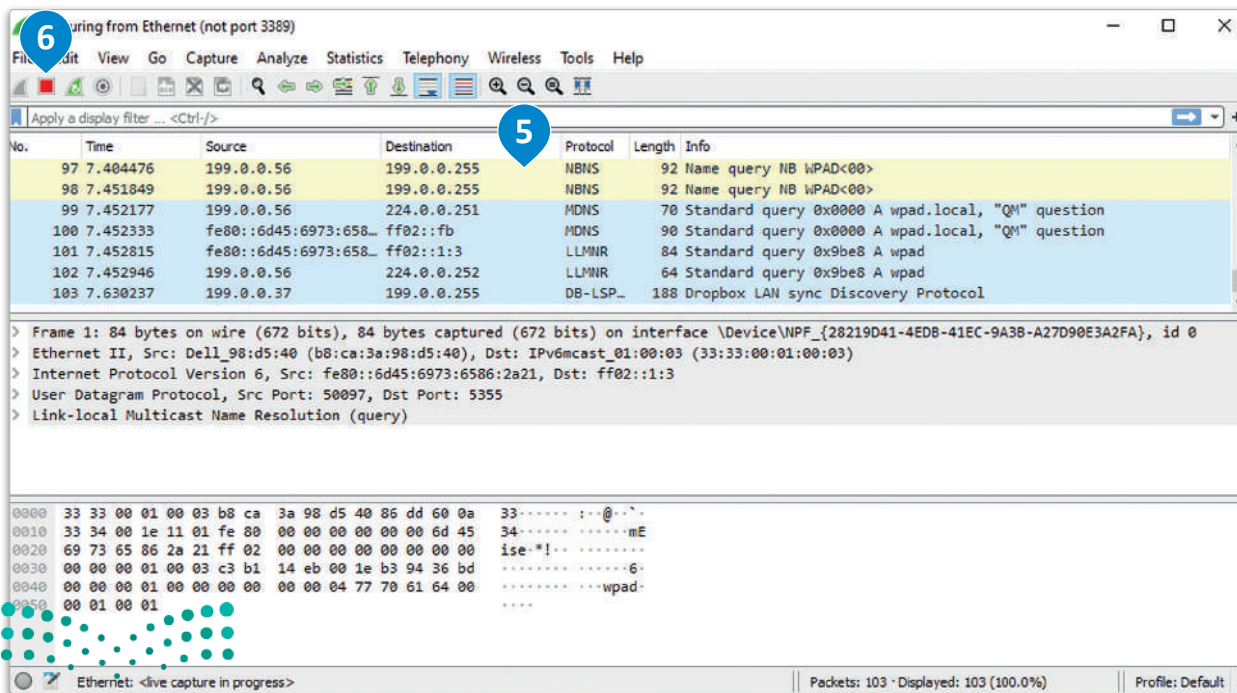 6
uring from Ethernet (not port 3389)
Fil dit View Go Capture Analyze Statistics Telephony Wireless Tools Help
Apply a display filter ... <Ctrl-/>
5
No. Time Source Destination Protocol Length Info
97 7.404476 199.0.0.56 199.0.0.255 NBNS 92 Name query NB WPAD<00>
98 7.451849 199.0.0.56 199.0.0.255 NBNS 92 Name query NB WPAD<00>
99 7.452177 199.0.0.56 224.0.0.251 MDNS 70 Standard query 0x0000 A wpad.local, "QM" question
100 7.452333 fe80::6d45:6973:658… ff02::fb MDNS 90 Standard query 0x0000 A wpad.local, "QM" question
101 7.452815 fe80::6d45:6973:658… ff02::1:3 LLMNR 84 Standard query 0x9be8 A wpad
102 7.452946 199.0.0.56 224.0.0.252 LLMNR 64 Standard query 0x9be8 A wpad
103 7.630237 199.0.0.37 199.0.0.255 DB-LSP… 188 Dropbox LAN sync Discovery Protocol
> Frame 1: 84 bytes on wire (672 bits), 84 bytes captured (672 bits) on interface \Device\NPF_{28219D41-4EDB-41EC-9A3B-A27D90E3A2FA}, id 0
> Ethernet II, Src: Dell_98:d5:40 (b8:ca:3a:98:d5:40), Dst: IPv6mcast_01:00:03 (33:33:00:01:00:03)
> Internet Protocol Version 6, Src: fe80::6d45:6973:6586:2a21, Dst: ff02::1:3
> User Datagram Protocol, Src Port: 50097, Dst Port: 5355
> Link-local Multicast Name Resolution (query)
0000 33 33 00 01 00 03 b8 ca 3a 98 d5 40 86 dd 60 0a 33······ :··@··`·
0010 33 34 00 1e 11 01 fe 80 00 00 00 00 00 00 6d 45 34······ ······mE
0020 69 73 65 86 2a 21 ff 02 00 00 00 00 00 00 00 00 ise·*!·· ········
0030 00 00 00 01 00 03 c3 b1 14 eb 00 1e b3 94 36 bd ········ ······6·
0040 00 00 00 01 00 00 00 00 00 00 04 77 70 61 64 00 ········ ···wpad·
0050 00 01 00 01 ····
Ethernet: <live capture in progress> Packets: 103 · Displayed: 103 (100.0%) Profile: Default